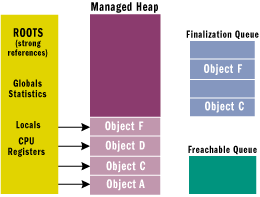 Managed Heap
ROOTS
(strong
references)
Globals
Statistics
Locals
CPU
Registers
Object F
Object D
Object C
Object A
Finalization Queue
Object F
Object C
Freachable Queue